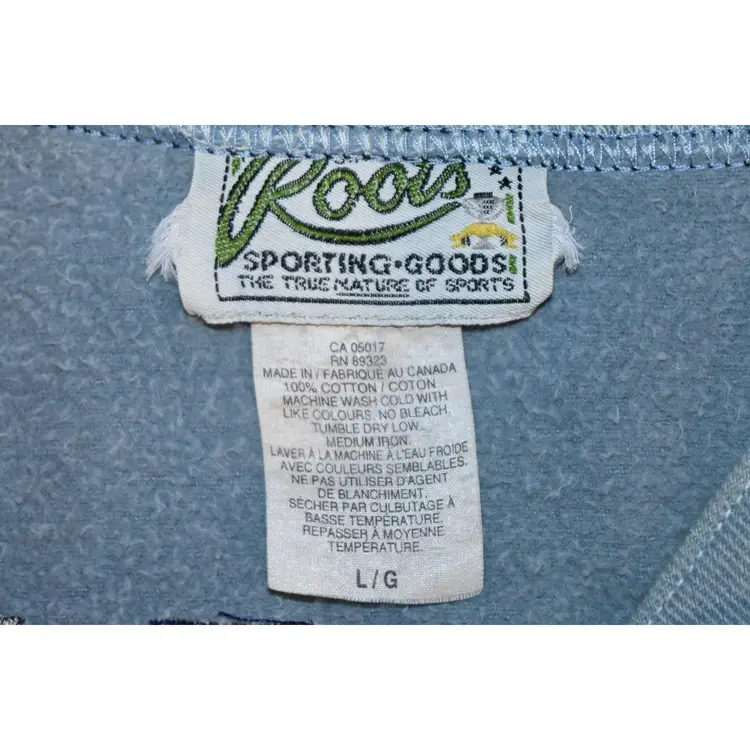 Roots
SPORTING•GOODS
THE TRUE NATURE OF SPORTS
CA 05017
RN 89323
MADE IN / FABRIQUE AU CANADA
100% COTTON / COTON
MACHINE WASH COLD WITH
LIKE COLOURS. NO BLEACH.
TUMBLE DRY LOW.
MEDIUM IRON.
LAVER À LA MACHINE À L'EAU FROIDE
AVEC COULEURS SEMBLABLES.
NE PAS UTILISER D'AGENT
DE BLANCHIMENT.
SÉCHER PAR CULBUTAGE À
BASSE TEMPÉRATURE.
REPASSER À MOYENNE
TEMPÉRATURE.
L / G